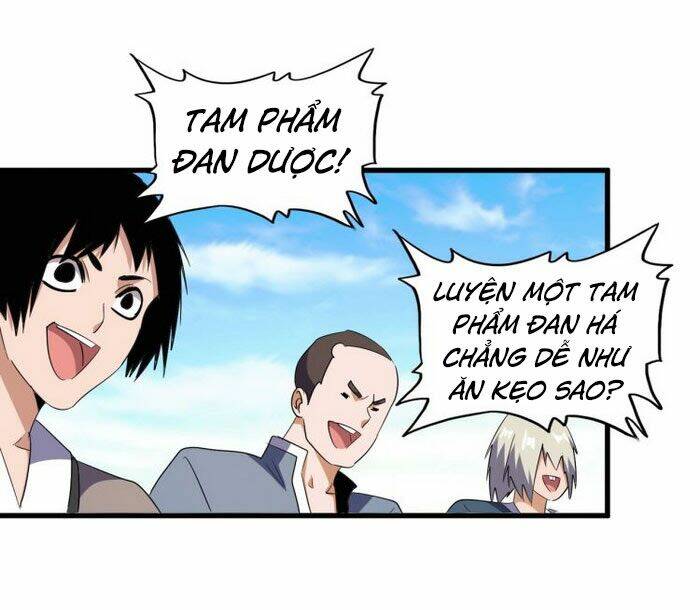 TAM PHẨM
ĐAN DƯỢC!
LUYỆN MỘT TAM
PHẨM ĐAN HÁ
CHẲNG DỄ NHƯ
ĂN KẸO SAO?